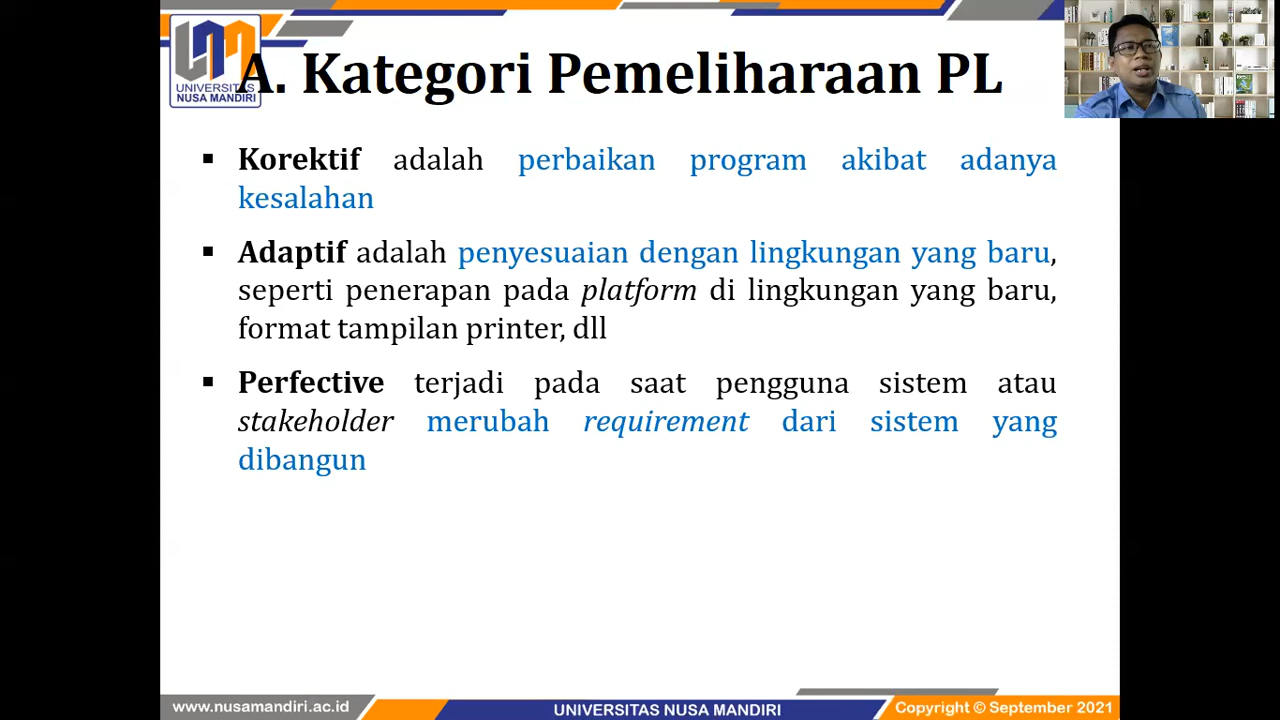 UNIVERSITAS
NUSA MANDIRI
A. Kategori Pemeliharaan PL
▪ Korektif adalah perbaikan program akibat adanya
kesalahan
▪ Adaptif adalah penyesuaian dengan lingkungan yang baru,
seperti penerapan pada platform di lingkungan yang baru,
format tampilan printer, dll
▪ Perfective terjadi pada saat pengguna sistem atau
stakeholder merubah requirement dari sistem yang
dibangun
www.nusamandiri.ac.id
UNIVERSITAS NUSA MANDIRI
Copyright © September 2021